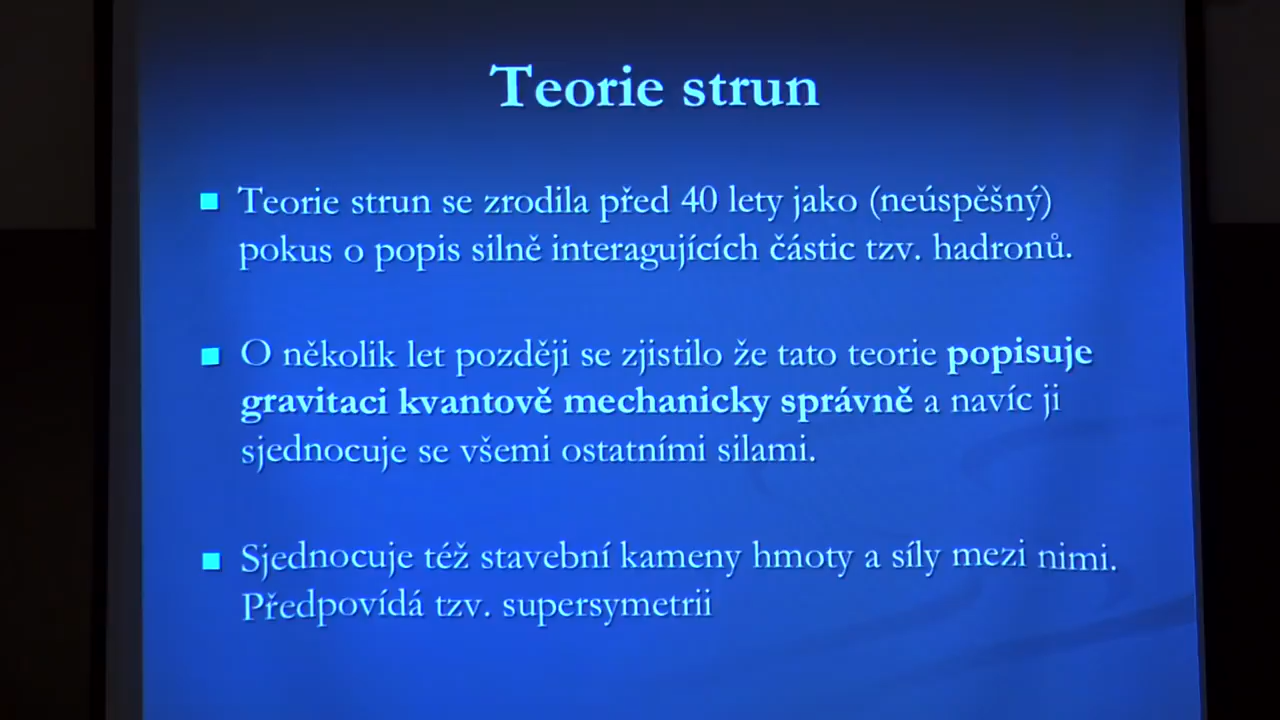 Teorie strun
Teorie strun se zrodila před 40 lety jako (neúspěšný)
pokus o popis silně interagujících částic tzv. hadronů.
O několik let později se zjistilo že tato teorie popisuje
gravitaci kvantově mechanicky správně a navíc ji
sjednocuje se všemi ostatními silami.
Sjednocuje též stavební kameny hmoty a síly mezi nimi.
Předpovídá tzv. supersymetrii